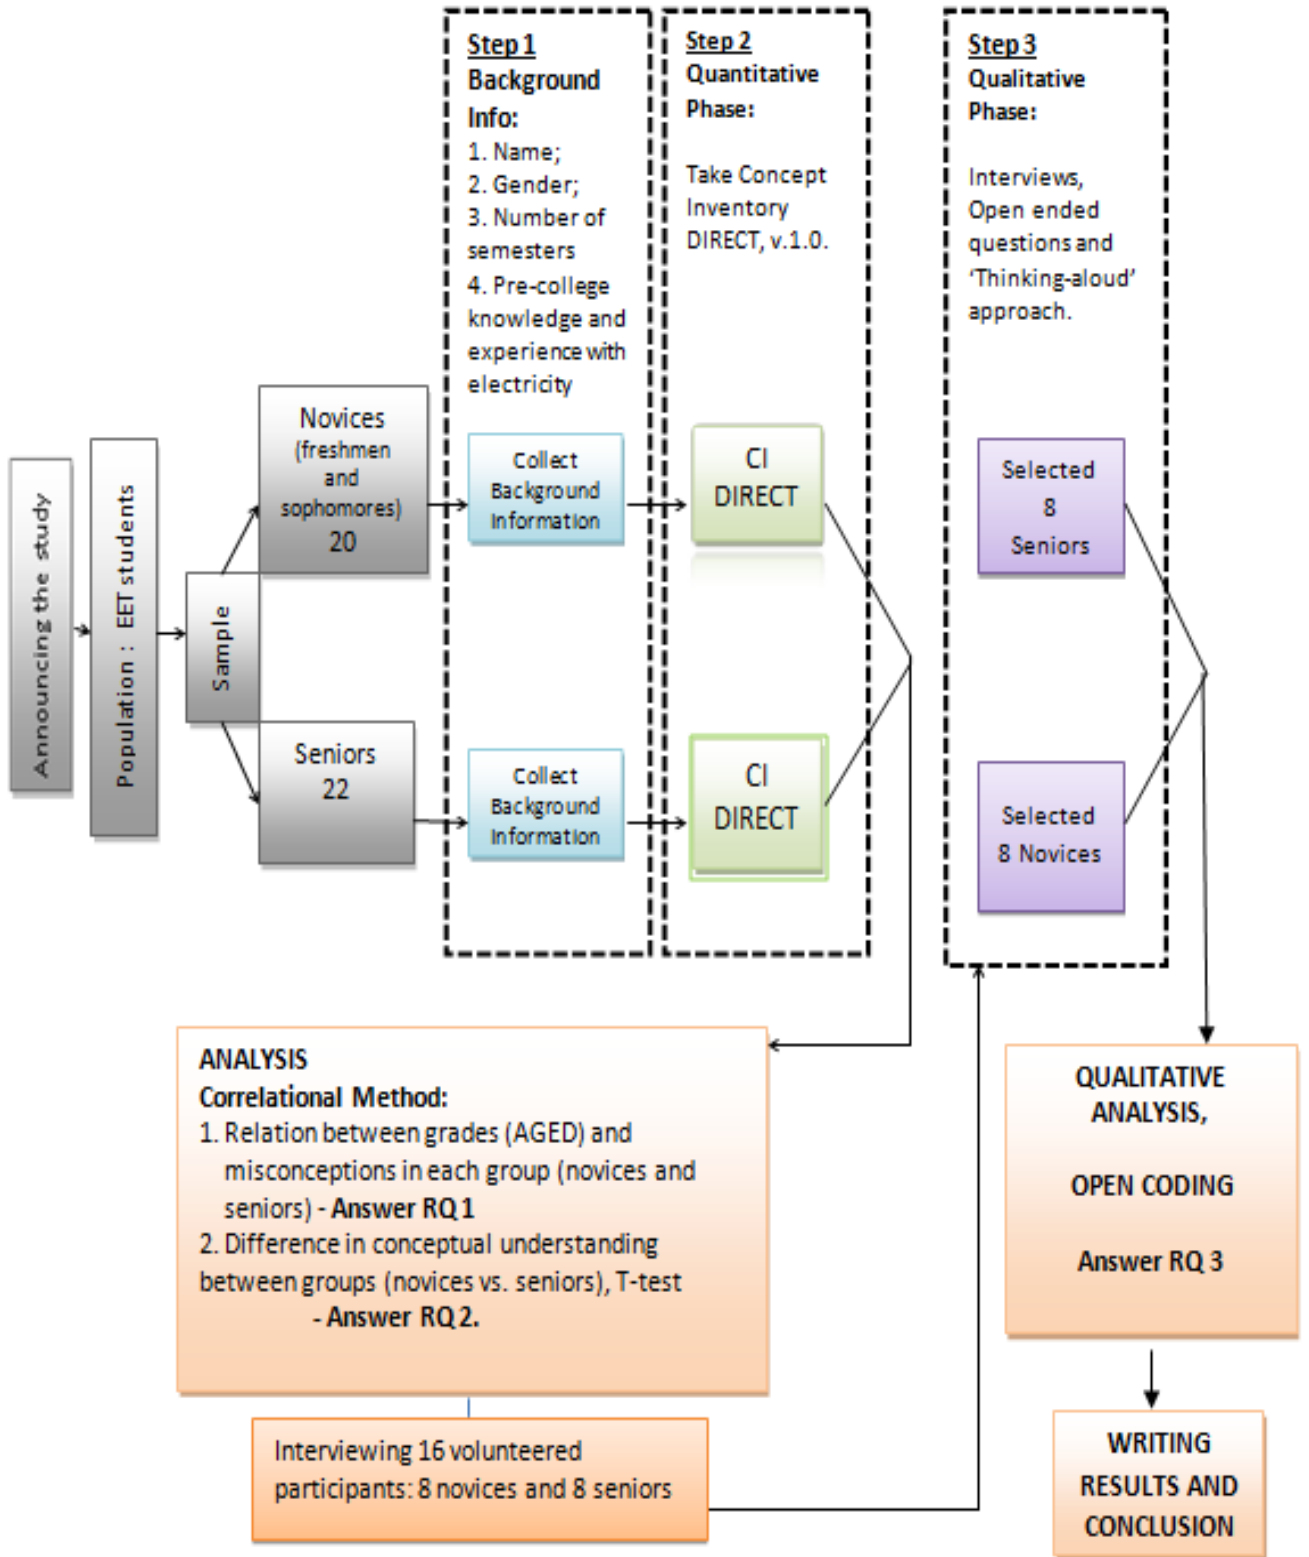 Announcing the study
Population : EET students
Sample
Novices
(freshmen
and
sophomores)
20
Seniors
22
Step 1
Background
Info:
1. Name;
2. Gender;
3. Number of
semesters
4. Pre-college
knowledge and
experience with
electricity
Collect
Background
Information
Collect
Background
Information
Step 2
Quantitative
Phase:
Take Concept
Inventory
DIRECT, v.1.0.
CI
DIRECT
CI
DIRECT
Step 3
Qualitative
Phase:
Interviews,
Open ended
questions and
‘Thinking-aloud’
approach.
Selected
8
Seniors
Selected
8 Novices
ANALYSIS
Correlational Method:
1. Relation between grades (AGED) and
misconceptions in each group (novices and
seniors) - Answer RQ 1
2. Difference in conceptual understanding
between groups (novices vs. seniors), T-test
- Answer RQ 2.
Interviewing 16 volunteered
participants: 8 novices and 8 seniors
QUALITATIVE
ANALYSIS,
OPEN CODING
Answer RQ 3
WRITING
RESULTS AND
CONCLUSION